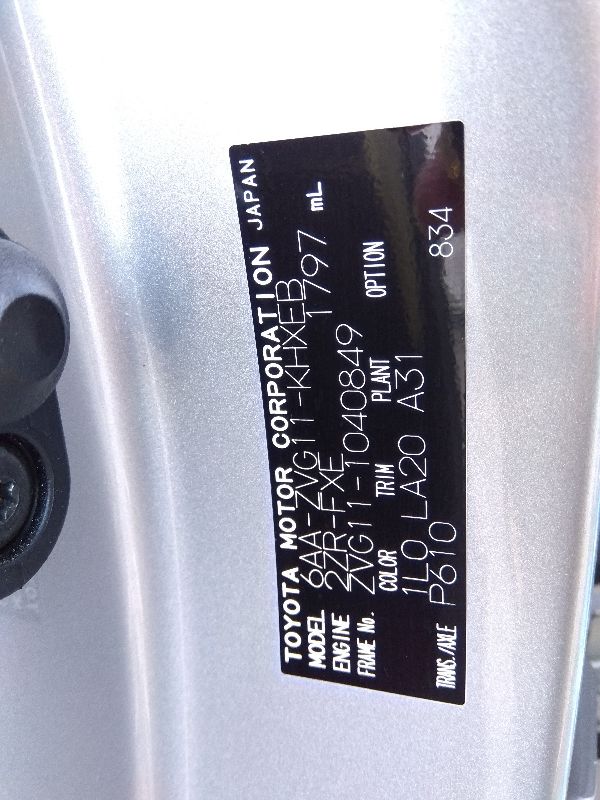 TOYOTA MOTOR CORPORATION JAPAN
MODEL 6AA-ZVG11-KHXEB
ENGINE 2ZR-FXE 1797 mL
FRAME No. ZVG11-1040849
COLOR TRIM PLANT OPTION
1L0 LA20 A31
TRANS./AXLE P610 834